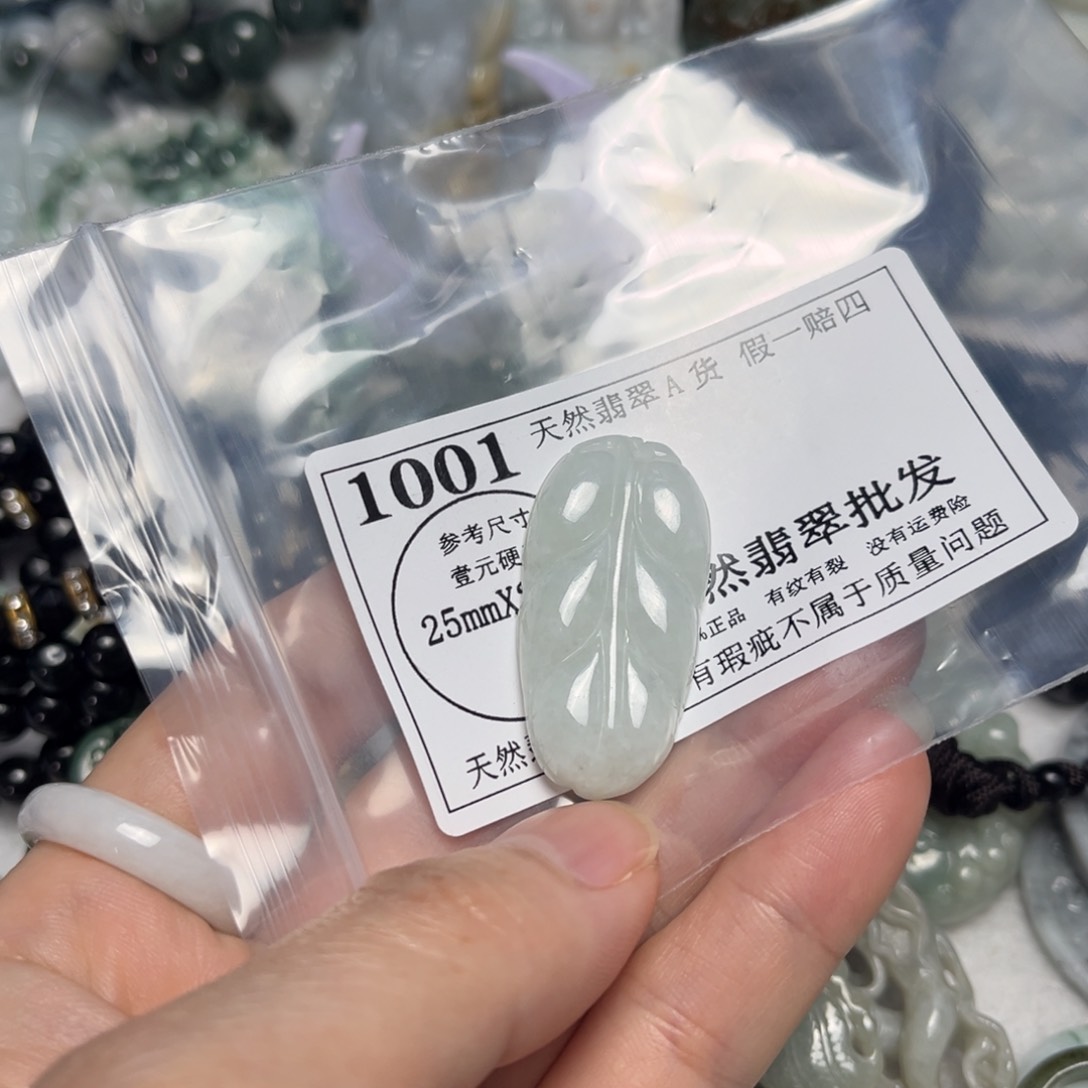 天然翡翠A货 假一赔四
1001
参考尺寸
壹元硬
25mmX
然翡翠批发
%正品 有纹有裂 没有运费险
有瑕疵不属于质量问题
天然